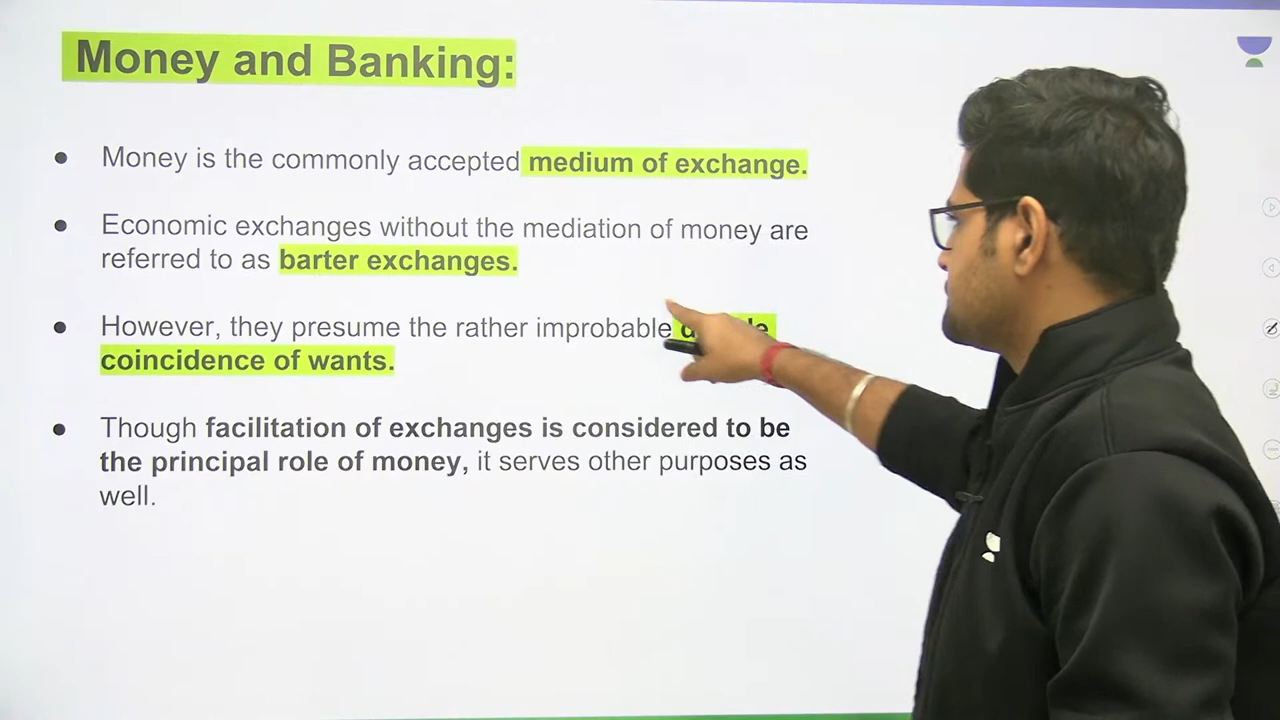 Money and Banking:
● Money is the commonly accepted medium of exchange.
● Economic exchanges without the mediation of money are
referred to as barter exchanges.
● However, they presume the rather improbable
coincidence of wants.
● Though facilitation of exchanges is considered to be
the principal role of money, it serves other purposes as
well.